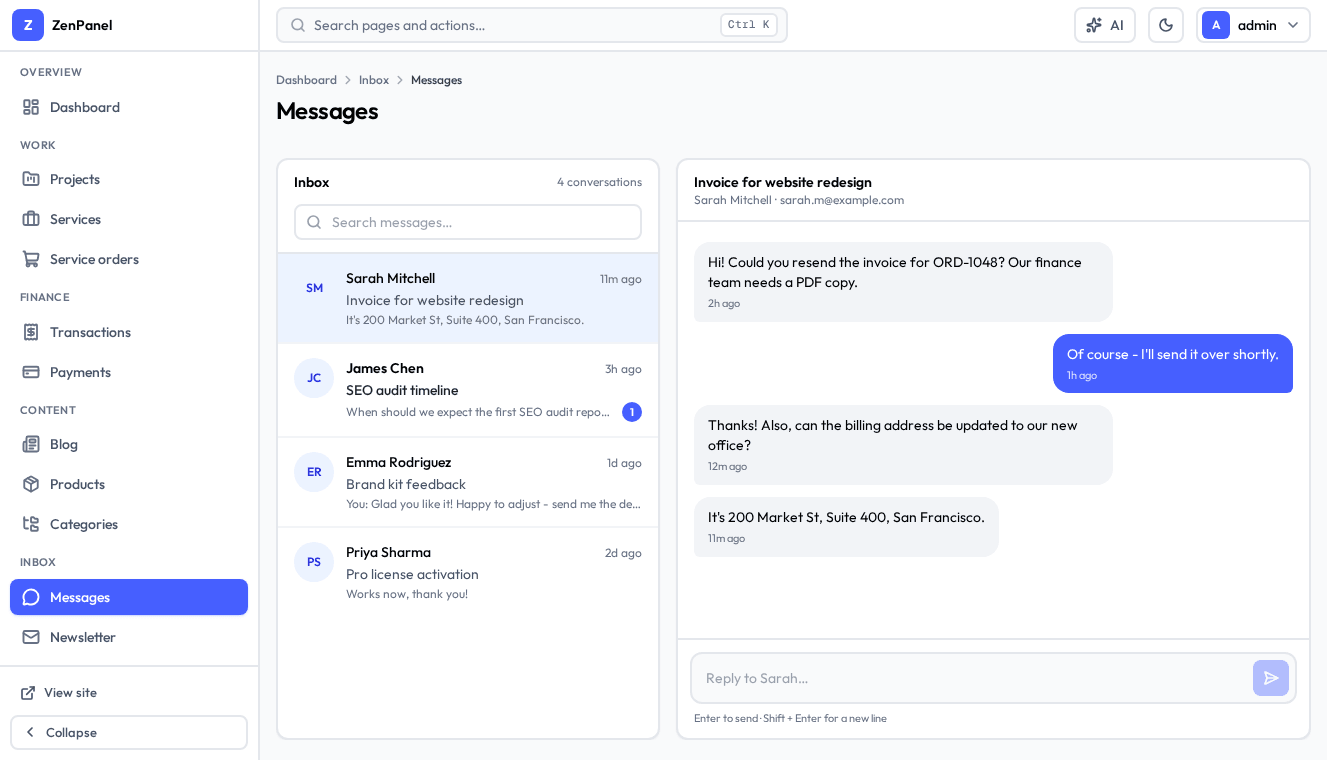 Z ZenPanel
Search pages and actions... Ctrl K
AI
A admin
OVERVIEW
Dashboard
WORK
Projects
Services
Service orders
FINANCE
Transactions
Payments
CONTENT
Blog
Products
Categories
INBOX
Messages
Newsletter
View site
Collapse
Dashboard Inbox Messages
Messages
Inbox 4 conversations
Search messages...
SM Sarah Mitchell 11m ago
Invoice for website redesign
It's 200 Market St, Suite 400, San Francisco.
JC James Chen 3h ago
SEO audit timeline
When should we expect the first SEO audit repo... 1
ER Emma Rodriguez 1d ago
Brand kit feedback
You: Glad you like it! Happy to adjust - send me the de...
PS Priya Sharma 2d ago
Pro license activation
Works now, thank you!
Invoice for website redesign
Sarah Mitchell · sarah.m@example.com
Hi! Could you resend the invoice for ORD-1048? Our finance
team needs a PDF copy.
2h ago
Of course - I'll send it over shortly.
1h ago
Thanks! Also, can the billing address be updated to our new
office?
12m ago
It's 200 Market St, Suite 400, San Francisco.
11m ago
Reply to Sarah...
Enter to send · Shift + Enter for a new line